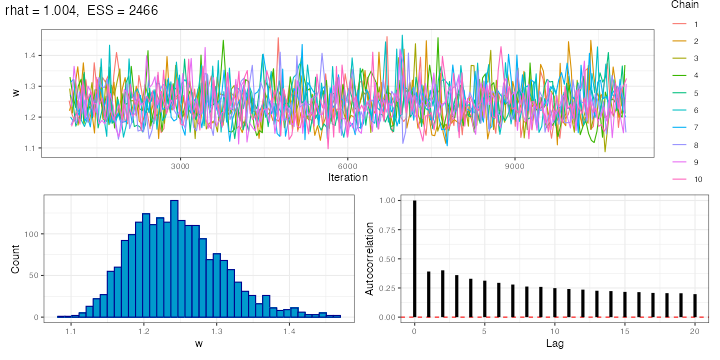 rhat = 1.004, ESS = 2466
Chain
1
2
3
4
5
6
7
8
9
10
w
1.4
1.3
1.2
1.1
3000 6000 9000
Iteration
Count
100
50
0
1.1 1.2 1.3 1.4
w
Autocorrelation
1.00
0.75
0.50
0.25
0.00
0 5 10 15 20
Lag